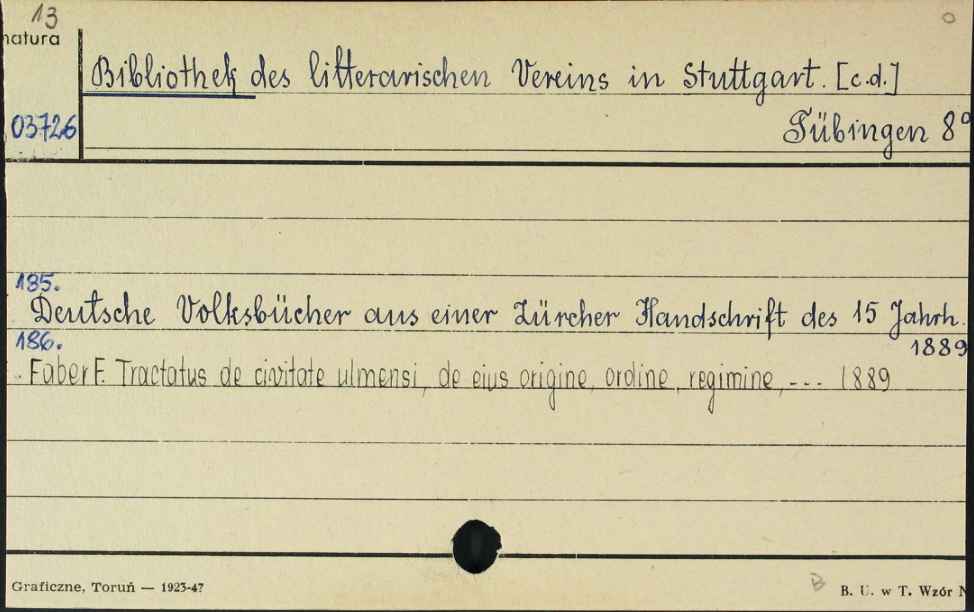 13
natura
Bibliothek des litterarischen Vereins in Stuttgart. [c.d.]
03726
Tübingen 8°
185.
Deutsche Volksbücher aus einer Zürcher Handschrift des 15 Jahrh.
1889
186.
Faber F. Tractatus de civitate ulmensi, de eius origine, ordine, regimine, --- 1889
Graficzne, Toruń — 1923-47
B
B. U. w T. Wzór N